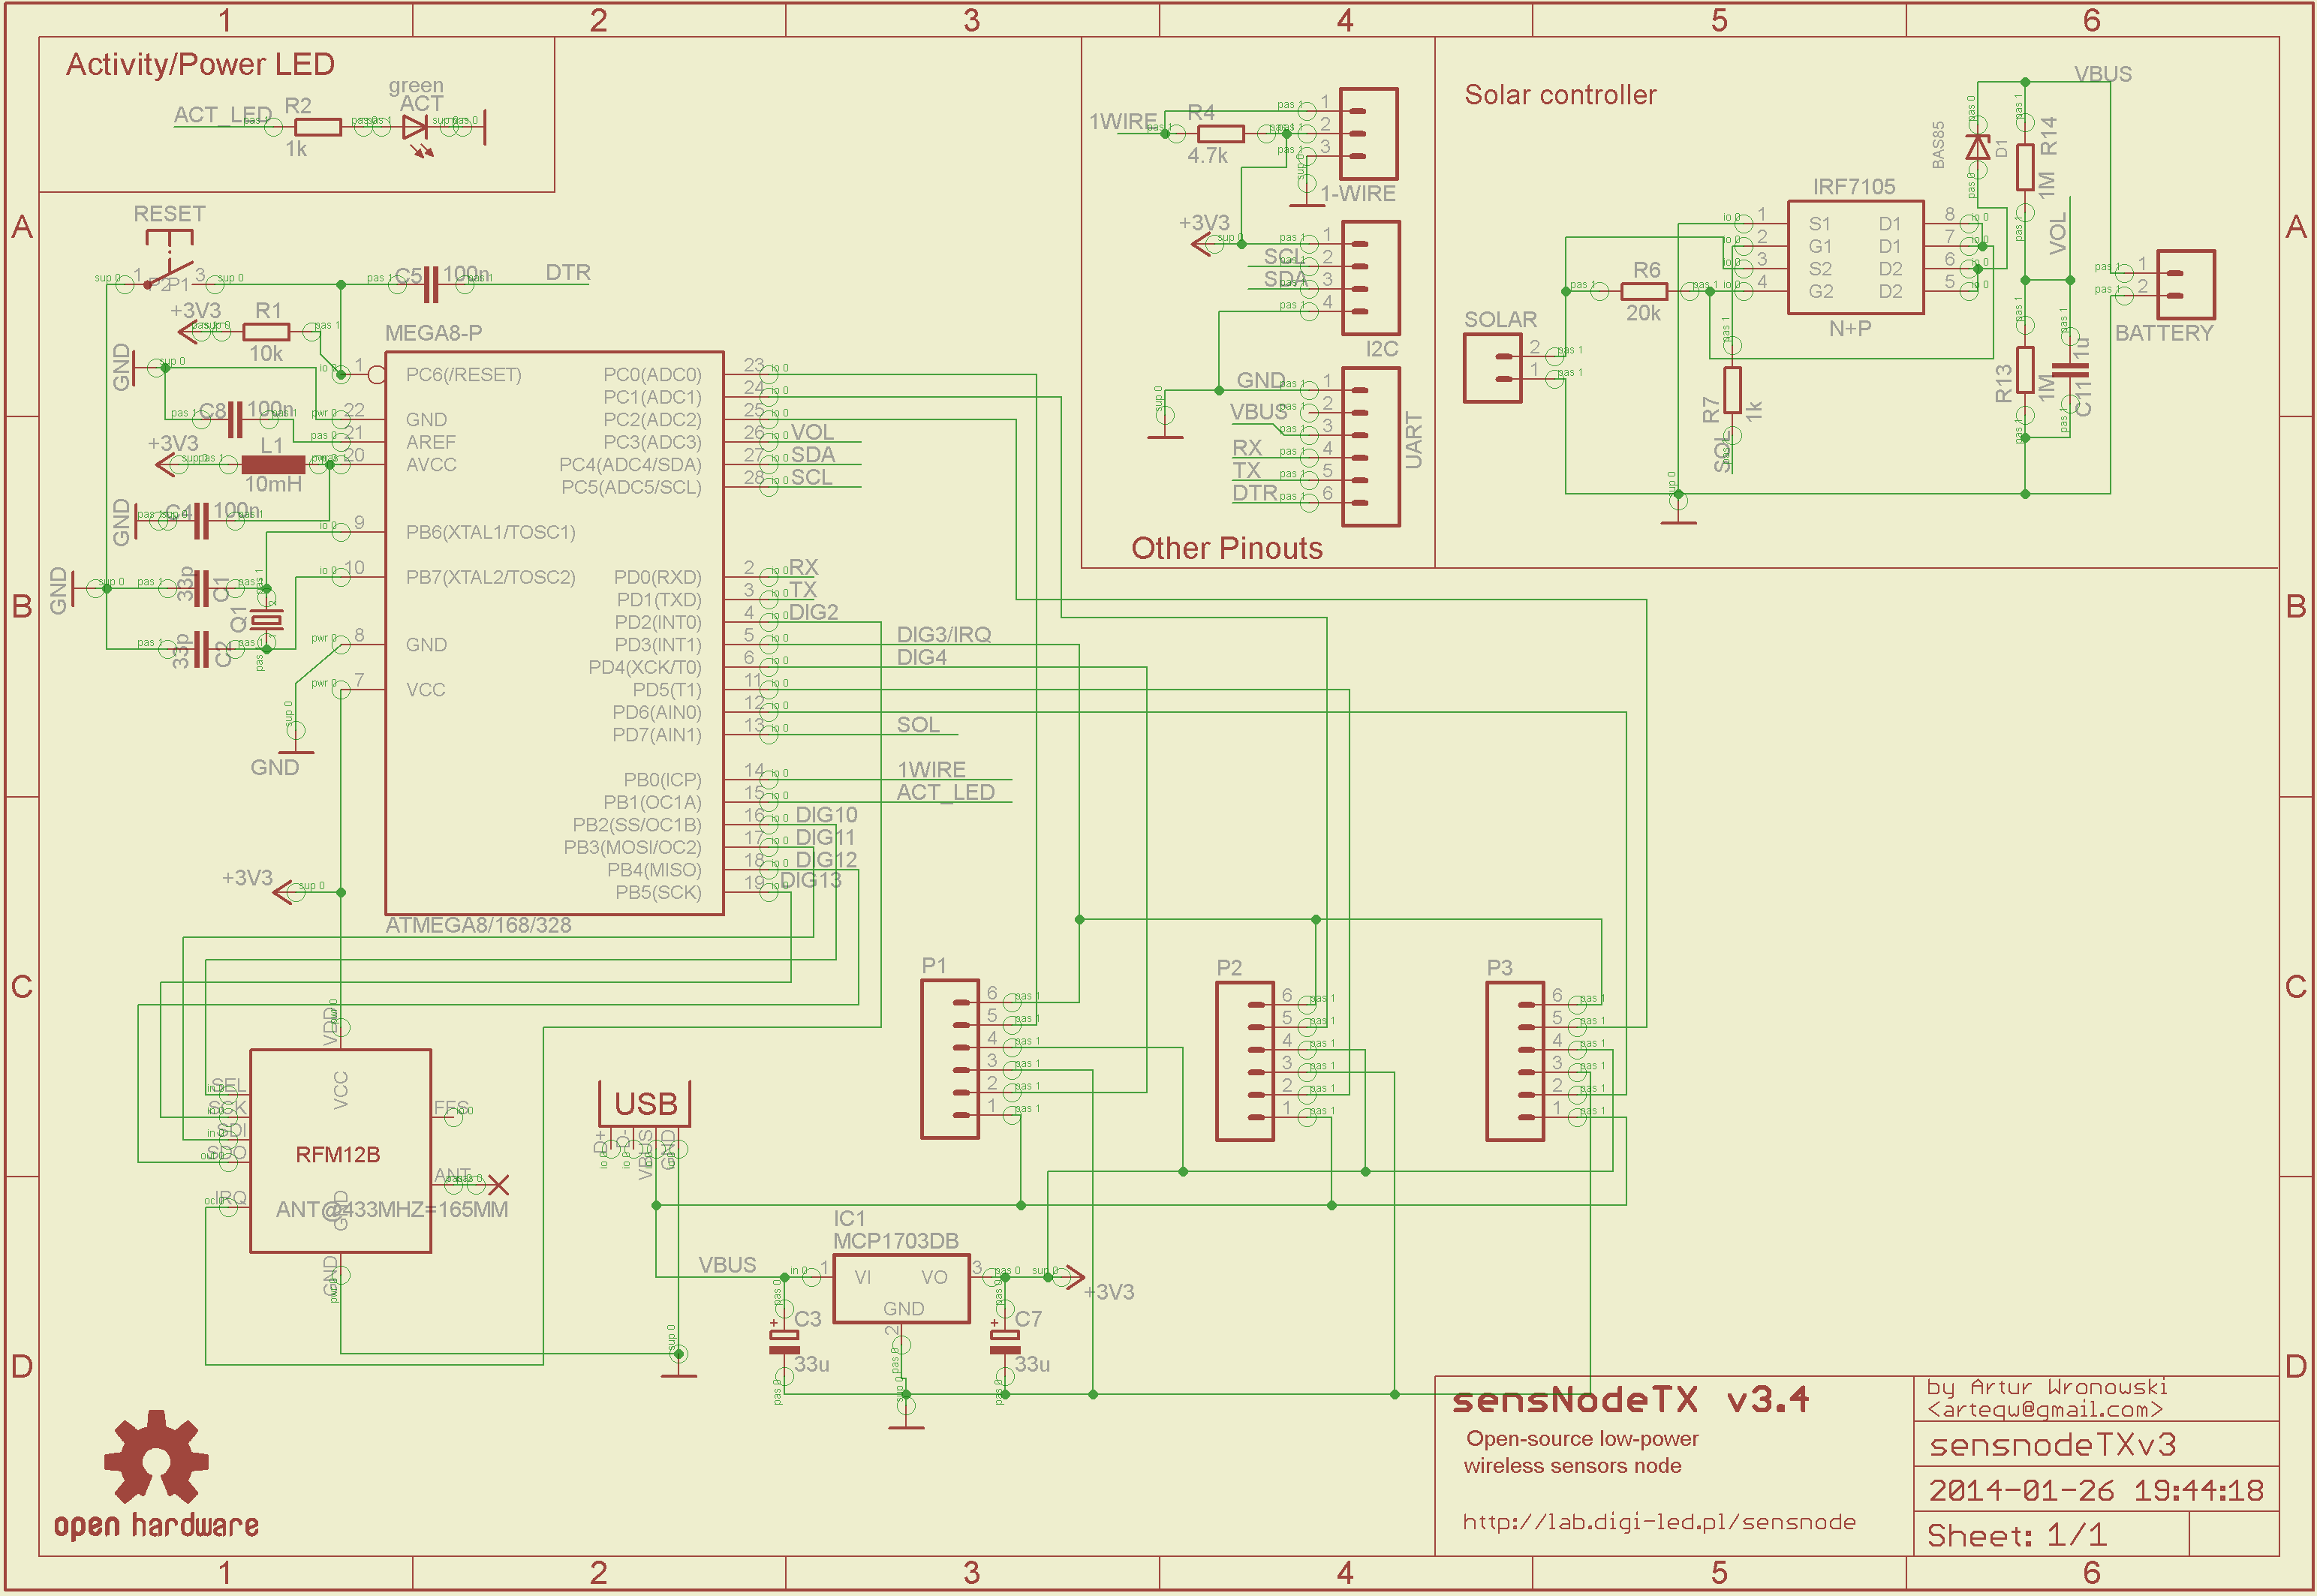 1 2 3 4 5 6
A
B
C
D
A
B
C
D
Activity/Power LED
ACT_LED
R2
1k
green
ACT
RESET
1
3
C5
100n
DTR
+3V3
R1
10k
GND
C8
100n
+3V3
L1
10mH
GND
C4
100n
GND
33p
C1
Q1
33p
C2
GND
+3V3
MEGA8-P
1 PC6(/RESET)
22 GND
21 AREF
20 AVCC
9 PB6(XTAL1/TOSC1)
10 PB7(XTAL2/TOSC2)
8 GND
7 VCC
PC0(ADC0) 23
PC1(ADC1) 24
PC2(ADC2) 25
PC3(ADC3) 26 VOL
PC4(ADC4/SDA) 27 SDA
PC5(ADC5/SCL) 28 SCL
PD0(RXD) 2 RX
PD1(TXD) 3 TX
PD2(INT0) 4 DIG2
PD3(INT1) 5 DIG3/IRQ
PD4(XCK/T0) 6 DIG4
PD5(T1) 11
PD6(AIN0) 12
PD7(AIN1) 13 SOL
PB0(ICP) 14 1WIRE
PB1(OC1A) 15 ACT_LED
PB2(SS/OC1B) 16 DIG10
PB3(MOSI/OC2) 17 DIG11
PB4(MISO) 18 DIG12
PB5(SCK) 19 DIG13
ATMEGA8/168/328
1WIRE
R4
4.7k
1
2
3
1-WIRE
+3V3
SCL
SDA
1
2
3
4
I2C
GND 1
VBUS 2
3
RX 4
TX 5
DTR 6
UART
Other Pinouts
Solar controller
SOLAR
2
1
R6
20k
R7
1k
SOL
IRF7105
1 S1 D1 8
2 G1 D1 7
3 S2 D2 6
4 G2 D2 5
N+P
BAS85
D1
R14
1M
VBUS
VOL
R13
1M
C11
1u
1
2
BATTERY
VDD
VCC
SEL
SCK
SDI
SDO
IRQ
FFS
ANT
RFM12B
ANT@433MHZ=165MM
GND
GND
USB
D+
D-
VBUS
GND
P1
6
5
4
3
2
1
P2
6
5
4
3
2
1
P3
6
5
4
3
2
1
IC1
MCP1703DB
VBUS
1 VI VO 3
GND
2
+3V3
C3
33u
C7
33u
open hardware
sensNodeTX v3.4
Open-source low-power
wireless sensors node
http://lab.digi-led.pl/sensnode
by Artur Wronowski
<artequ@gmail.com>
sensnodeTXv3
2014-01-26 19:44:18
Sheet: 1/1
1 2 3 4 5 6